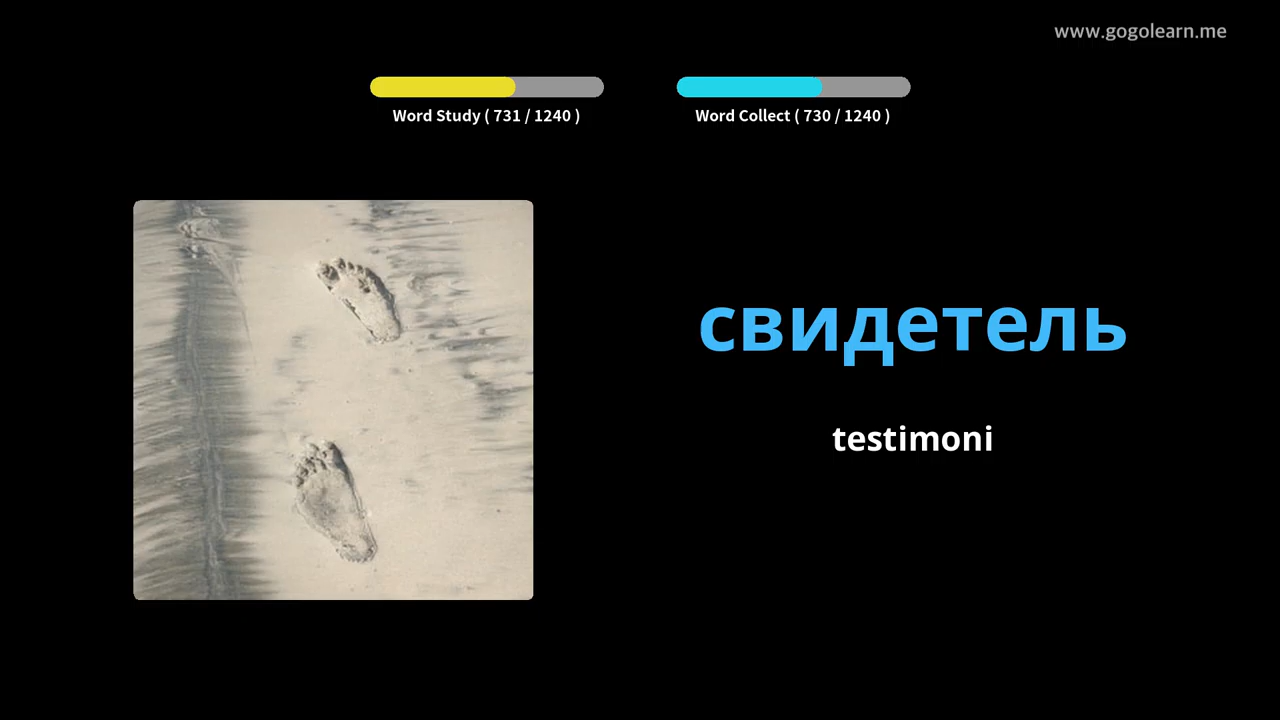 www.gogolearn.me
Word Study ( 731 / 1240 )
Word Collect ( 730 / 1240 )
свидетель
testimoni